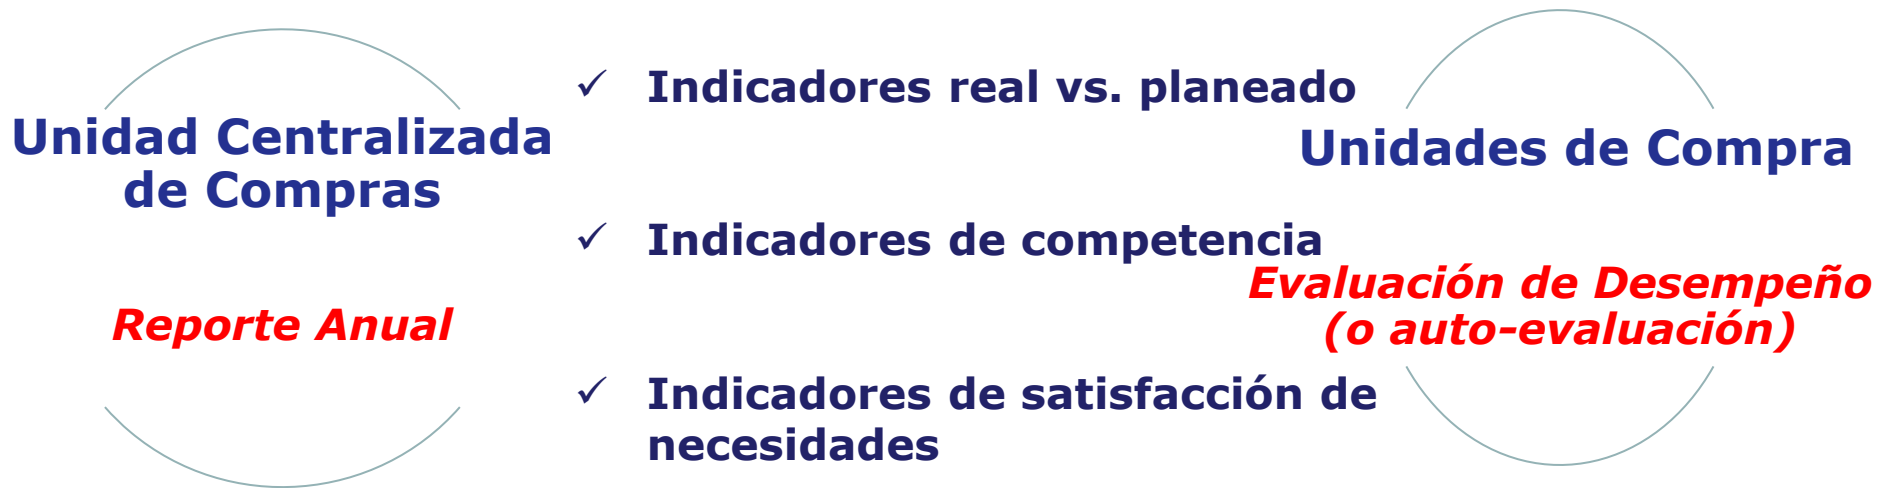 Unidad Centralizada
de Compras
Reporte Anual
✓ Indicadores real vs. planeado
✓ Indicadores de competencia
✓ Indicadores de satisfacción de
necesidades
Unidades de Compra
Evaluación de Desempeño
(o auto-evaluación)